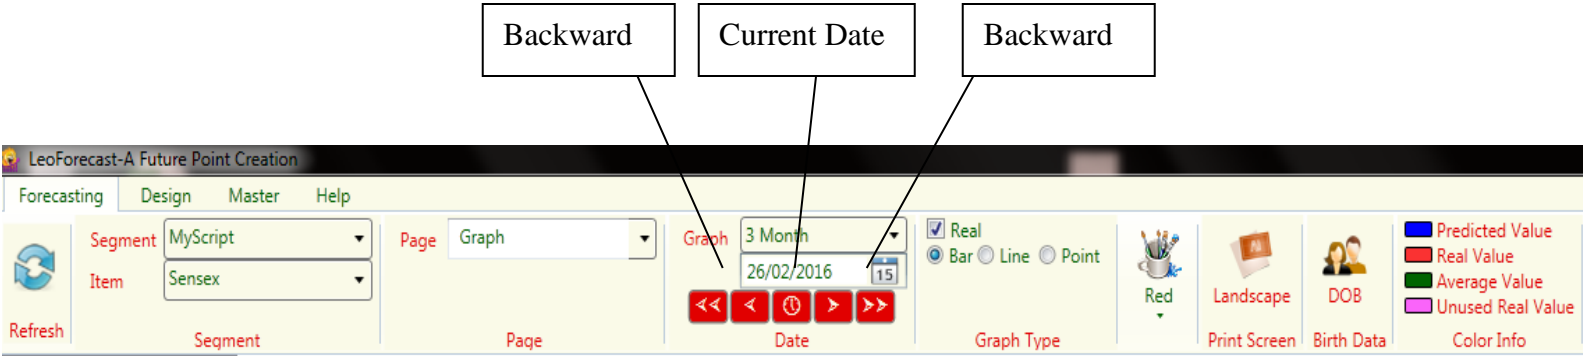 Backward
Current Date
Backward
LeoForecast-A Future Point Creation
Forecasting Design Master Help
Refresh
Segment MyScript
Item Sensex
Segment
Page Graph
Page
Graph 3 Month
26/02/2016 15
Date
Real
Bar Line Point
Graph Type
Red
Landscape
Print Screen
DOB
Birth Data
Predicted Value
Real Value
Average Value
Unused Real Value
Color Info